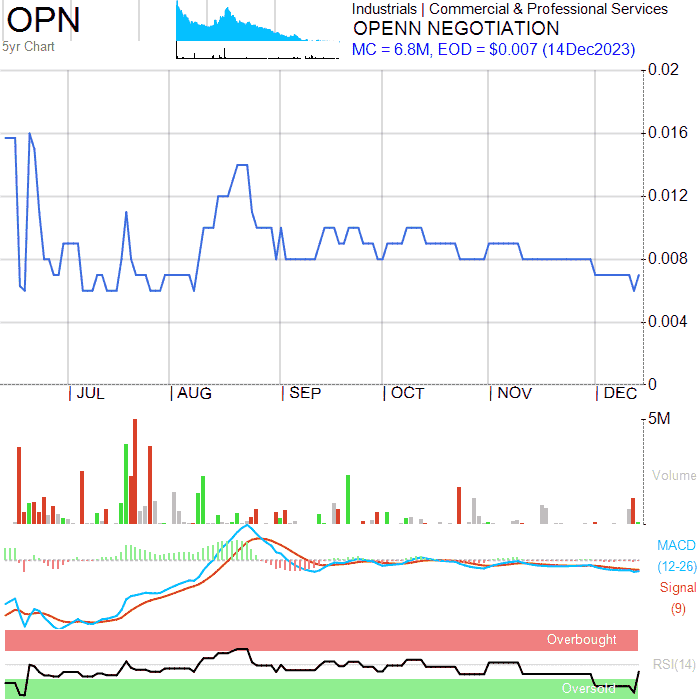 OPN
5yr Chart
Industrials | Commercial & Professional Services
OPENN NEGOTIATION
MC = 6.8M, EOD = $0.007 (14Dec2023)
0.02
0.016
0.012
0.008
0.004
0
JUL
AUG
SEP
OCT
NOV
DEC
5M
Volume
MACD
(12-26)
Signal
(9)
Overbought
RSI(14)
Oversold